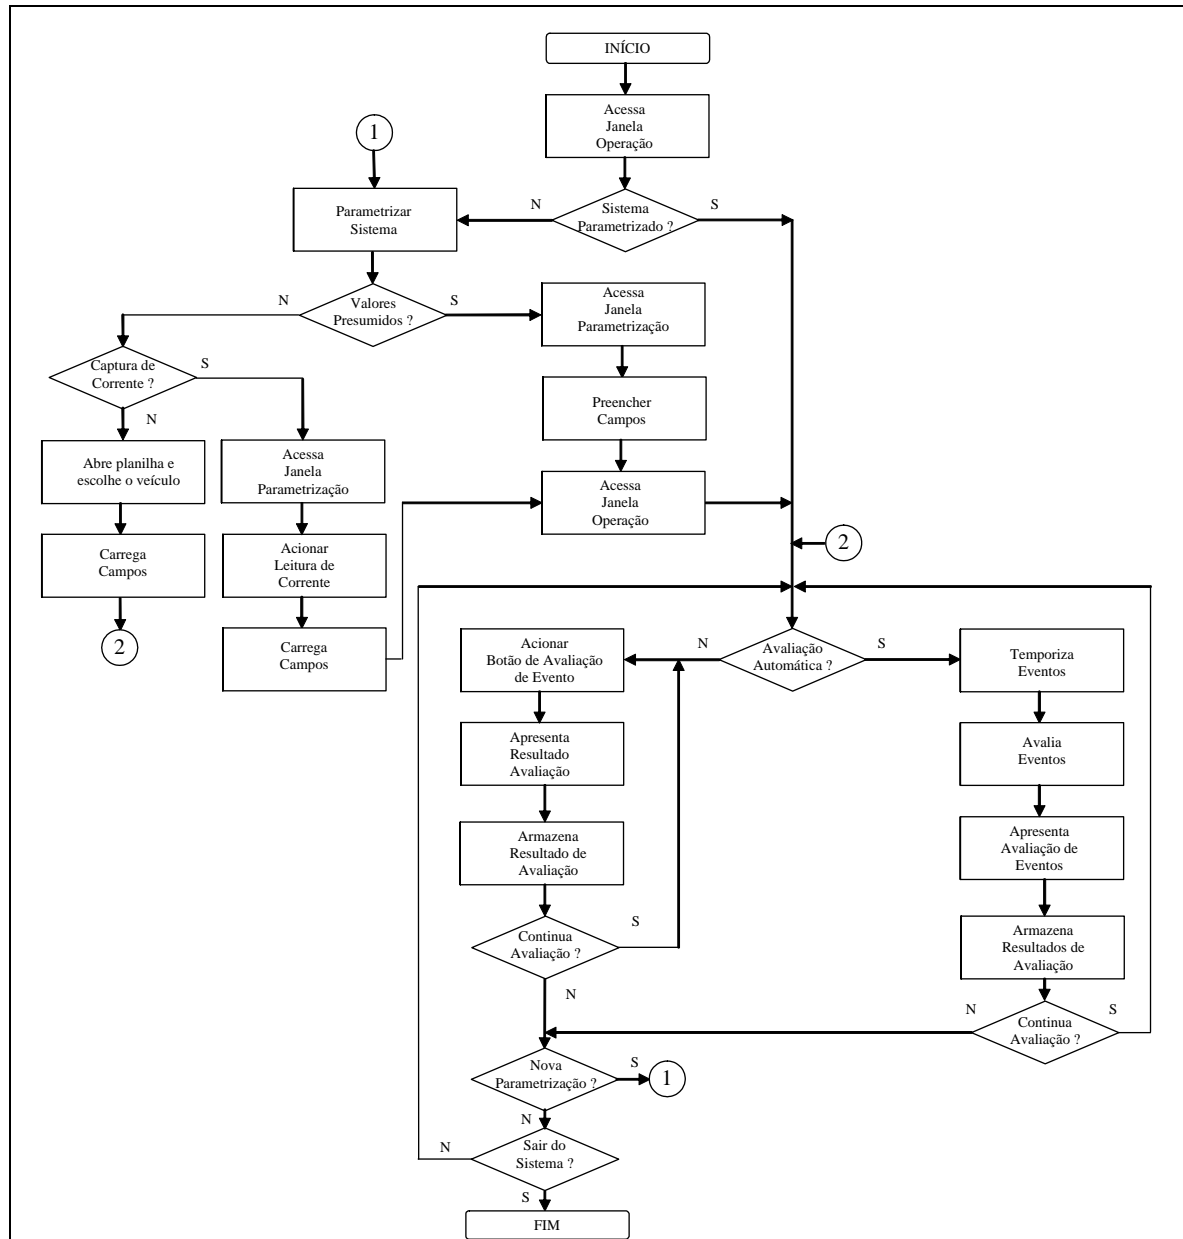 INÍCIO
Acessa
Janela
Operação
1
Parametrizar
Sistema
N
Sistema
Parametrizado ?
S
N
Valores
Presumidos ?
S
Acessa
Janela
Parametrização
Captura de
Corrente ?
S
N
Preencher
Campos
Abre planilha e
escolhe o veículo
Acessa
Janela
Parametrização
Acessa
Janela
Operação
Carrega
Campos
Acionar
Leitura de
Corrente
2
2
Carrega
Campos
Acionar
Botão de Avaliação
de Evento
N
Avaliação
Automática ?
S
Temporiza
Eventos
Apresenta
Resultado
Avaliação
Avalia
Eventos
Armazena
Resultado de
Avaliação
Apresenta
Avaliação de
Eventos
Continua
Avaliação ?
S
N
Armazena
Resultados de
Avaliação
N
Continua
Avaliação ?
S
Nova
Parametrização ?
S
1
N
N
Sair do
Sistema ?
S
FIM